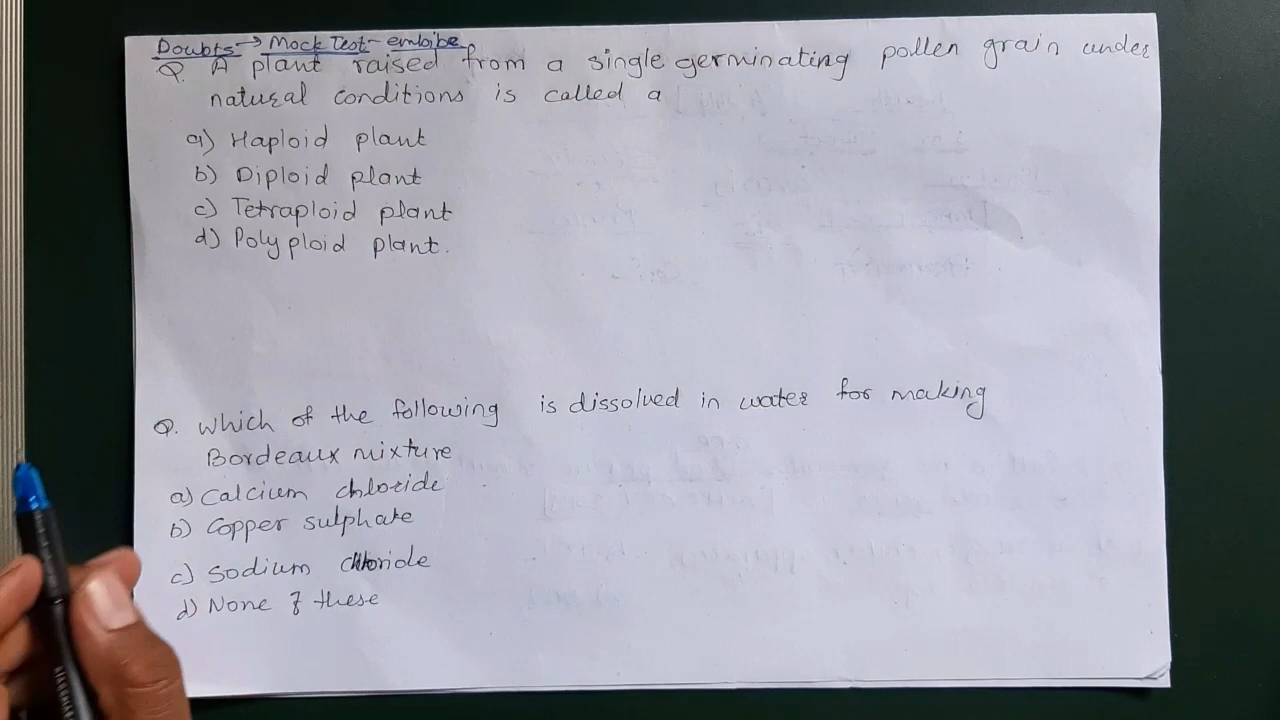 Doubts → Mock Test - embibe
Q. A plant raised from a single germinating pollen grain under
natural conditions is called a
a) Haploid plant
b) Diploid plant
c) Tetraploid plant
d) Polyploid plant.
Q. Which of the following is dissolved in water for making
Bordeaux mixture
a) Calcium chloride
b) Copper sulphate
c) Sodium chloride
d) None of these